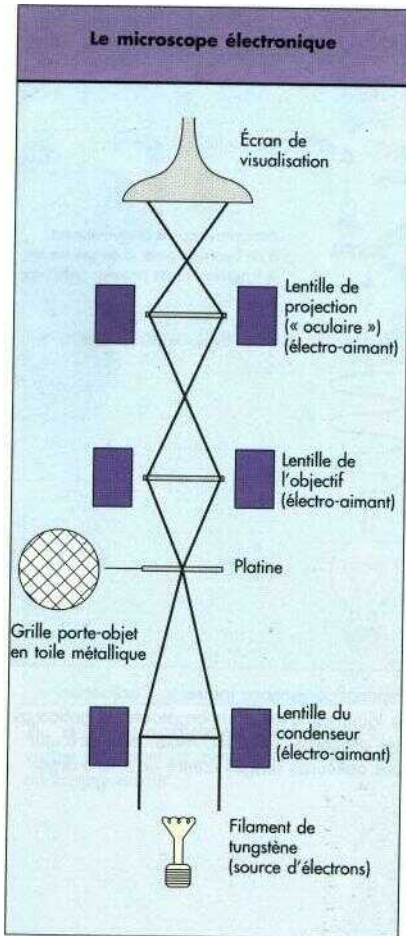 Le microscope électronique
Écran de
visualisation
Lentille de
projection
(« oculaire »)
(électro-aimant)
Lentille de
l'objectif
(électro-aimant)
Platine
Grille porte-objet
en toile métallique
Lentille du
condenseur
(électro-aimant)
Filament de
tungstène
(source d'électrons)